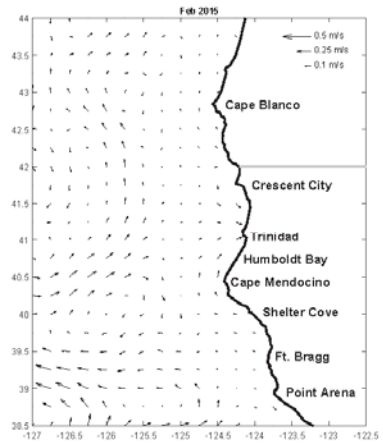 Feb 2015
44
0.5 m/s
0.25 m/s
0.1 m/s
43.5
43
Cape Blanco
42.5
42
Crescent City
41.5
Trinidad
41
Humboldt Bay
40.5
Cape Mendocino
40
Shelter Cove
39.5
Ft. Bragg
39
Point Arena
38.5
-127 -126.5 -126 -125.5 -125 -124.5 -124 -123.5 -123 -122.5